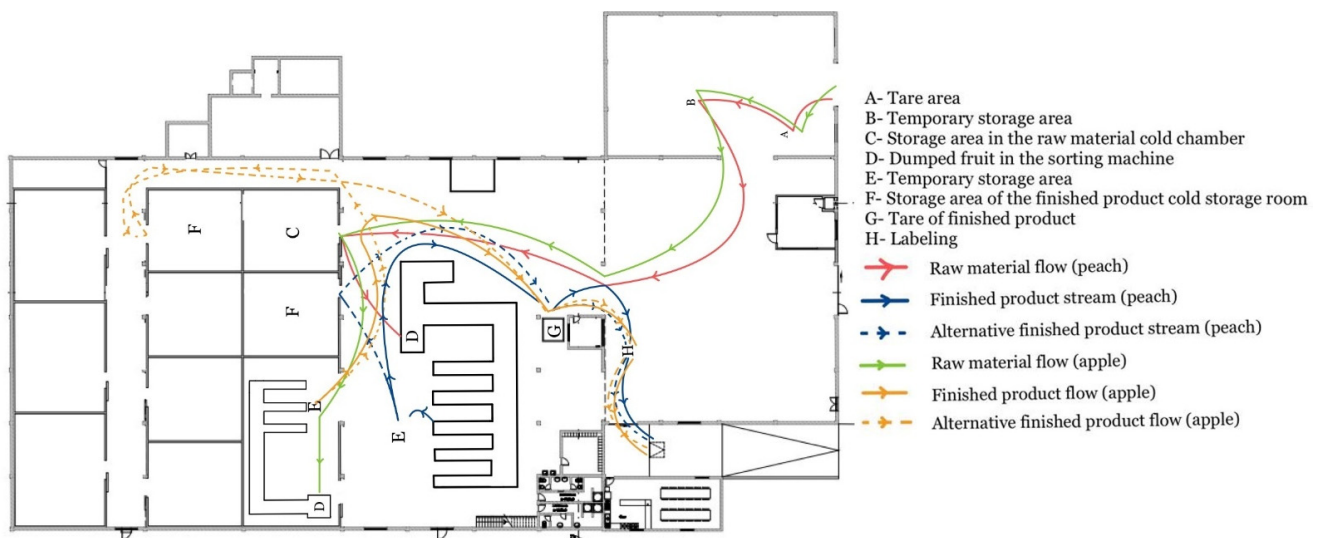 B
A
A- Tare area
B- Temporary storage area
C- Storage area in the raw material cold chamber
D- Dumped fruit in the sorting machine
E- Temporary storage area
F- Storage area of the finished product cold storage room
G- Tare of finished product
H- Labeling
Raw material flow (peach)
Finished product stream (peach)
Alternative finished product stream (peach)
Raw material flow (apple)
Finished product flow (apple)
Alternative finished product flow (apple)
F
C
F
D
G
H
E
E
D